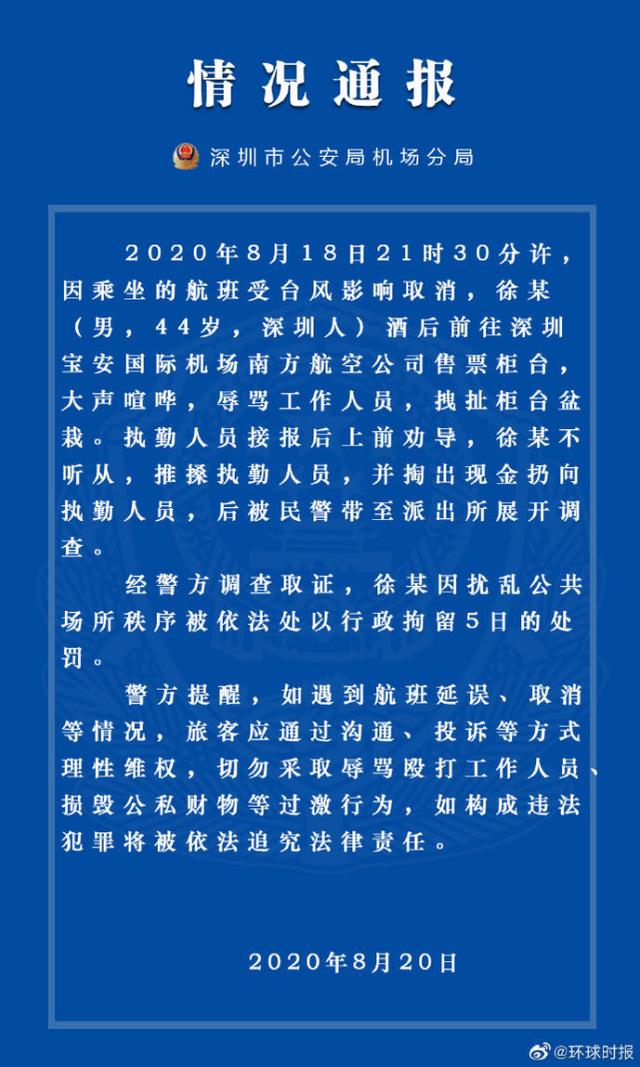 情况通报
深圳市公安局机场分局
2020年8月18日21时30分许，
因乘坐的航班受台风影响取消，徐某
（男，44岁，深圳人）酒后前往深圳
宝安国际机场南方航空公司售票柜台，
大声喧哗，辱骂工作人员，拽扯柜台盆
栽。执勤人员接报后上前劝导，徐某不
听从，推搡执勤人员，并掏出现金扔向
执勤人员，后被民警带至派出所展开调
查。
经警方调查取证，徐某因扰乱公共
场所秩序被依法处以行政拘留5日的处
罚。
警方提醒，如遇到航班延误、取消
等情况，旅客应通过沟通、投诉等方式
理性维权，切勿采取辱骂殴打工作人员、
损毁公私财物等过激行为，如构成违法
犯罪将被依法追究法律责任。
2020年8月20日
@环球时报